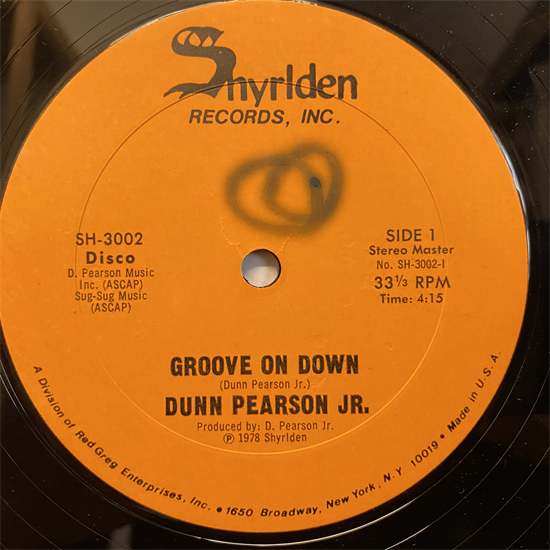 Shyrlden
RECORDS, INC.
SH-3002
Disco
D. Pearson Music
Inc. (ASCAP)
Sug-Sug Music
(ASCAP)
SIDE 1
Stereo Master
No. SH-3002-I
33⅓ RPM
Time: 4:15
GROOVE ON DOWN
(Dunn Pearson Jr.)
DUNN PEARSON JR.
Produced by: D. Pearson Jr.
℗ 1978 Shyrlden
A Division of RedGreg Enterprises, Inc. • 1650 Broadway, New York, N.Y 10019 • Made in U.S.A.